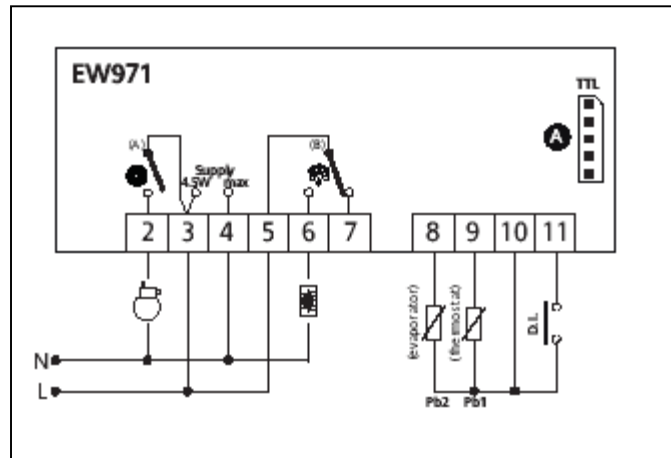 EW971
TTL
(A)
(B)
A
Supply
4.5W max
2 3 4 5 6 7 8 9 10 11
(evaporator)
(thermostat)
D.I.
N
L
Pb2 Pb1